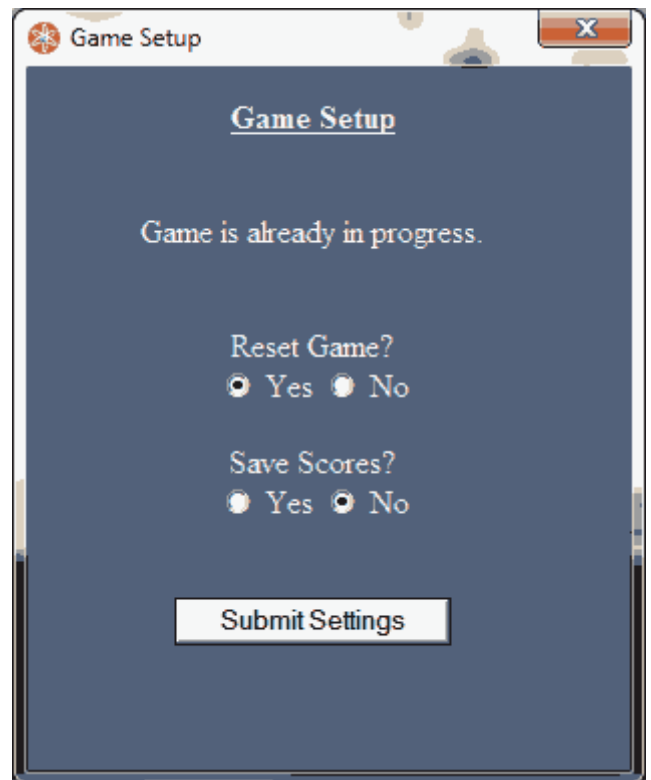 Game Setup
Game Setup
Game is already in progress.
Reset Game?
Yes No
Save Scores?
Yes No
Submit Settings